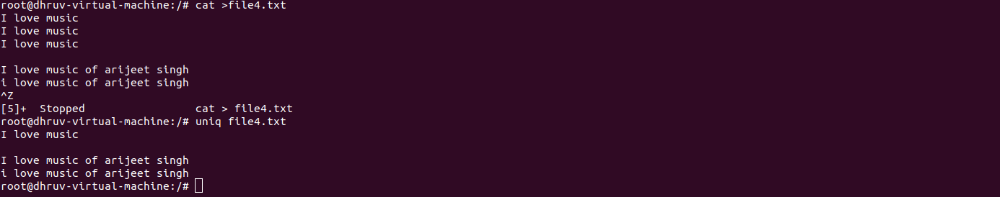 root@dhruv-virtual-machine:/# cat >file4.txt
I love music
I love music
I love music

I love music of arijeet singh
i love music of arijeet singh
^Z
[5]+  Stopped                 cat > file4.txt
root@dhruv-virtual-machine:/# uniq file4.txt
I love music

I love music of arijeet singh
i love music of arijeet singh
root@dhruv-virtual-machine:/#